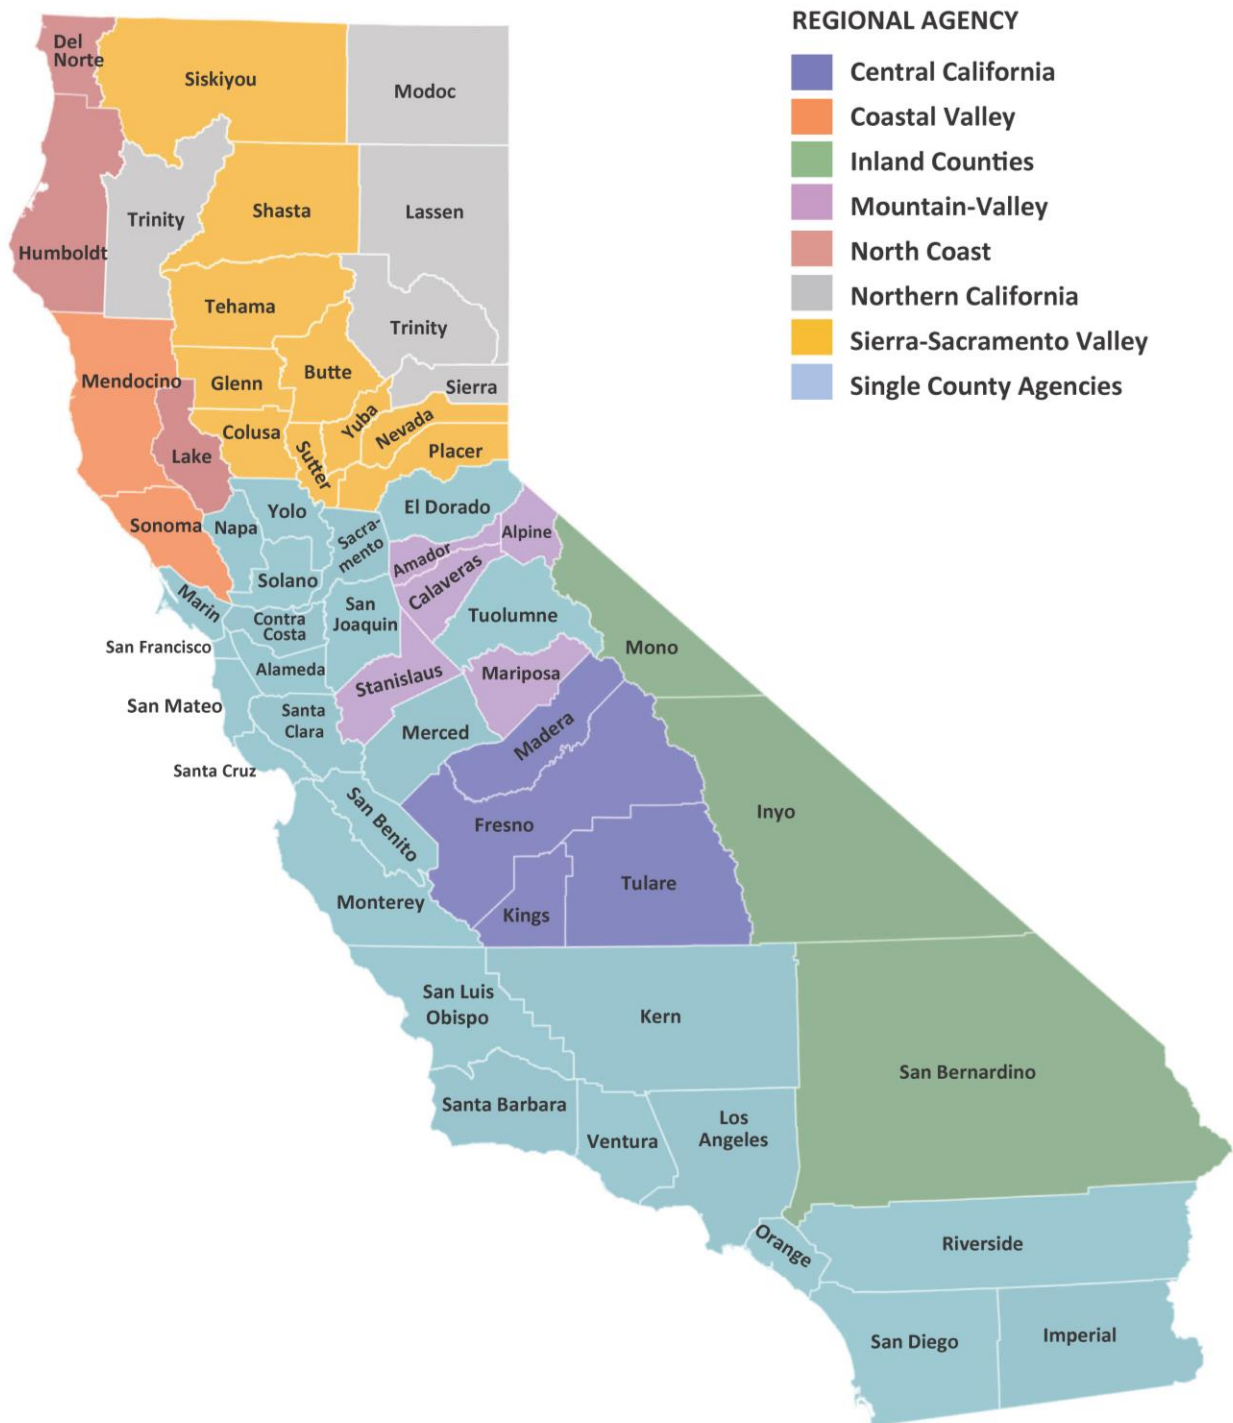 REGIONAL AGENCY
Central California
Coastal Valley
Inland Counties
Mountain-Valley
North Coast
Northern California
Sierra-Sacramento Valley
Single County Agencies
Del
Norte
Siskiyou
Modoc
Trinity
Shasta
Lassen
Humboldt
Tehama
Trinity
Mendocino
Glenn
Butte
Sierra
Colusa
Sutter
Yuba
Nevada
Placer
Lake
Sonoma
Napa
Yolo
Sacra-
mento
El Dorado
Alpine
Amador
Calaveras
Solano
Marin
Contra
Costa
San
Joaquin
Tuolumne
San Francisco
Alameda
Stanislaus
Mariposa
Mono
San Mateo
Santa
Clara
Merced
Madera
Santa Cruz
San Benito
Fresno
Inyo
Monterey
Kings
Tulare
San Luis
Obispo
Kern
San Bernardino
Santa Barbara
Ventura
Los
Angeles
Orange
Riverside
San Diego
Imperial